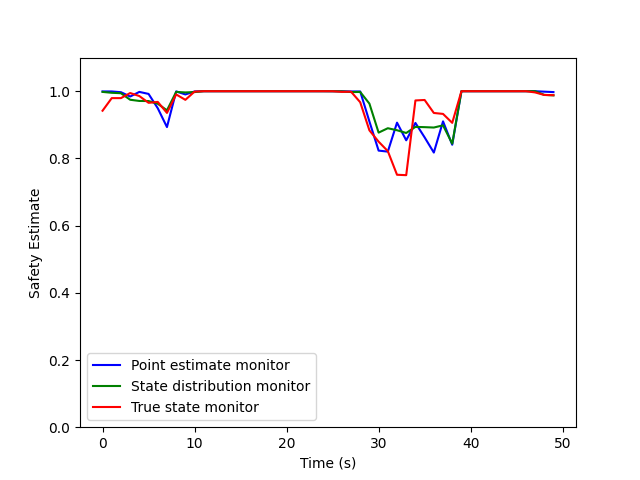 1.0
0.8
0.6
0.4
0.2
0.0
Safety Estimate
Point estimate monitor
State distribution monitor
True state monitor
0 10 20 30 40 50
Time (s)